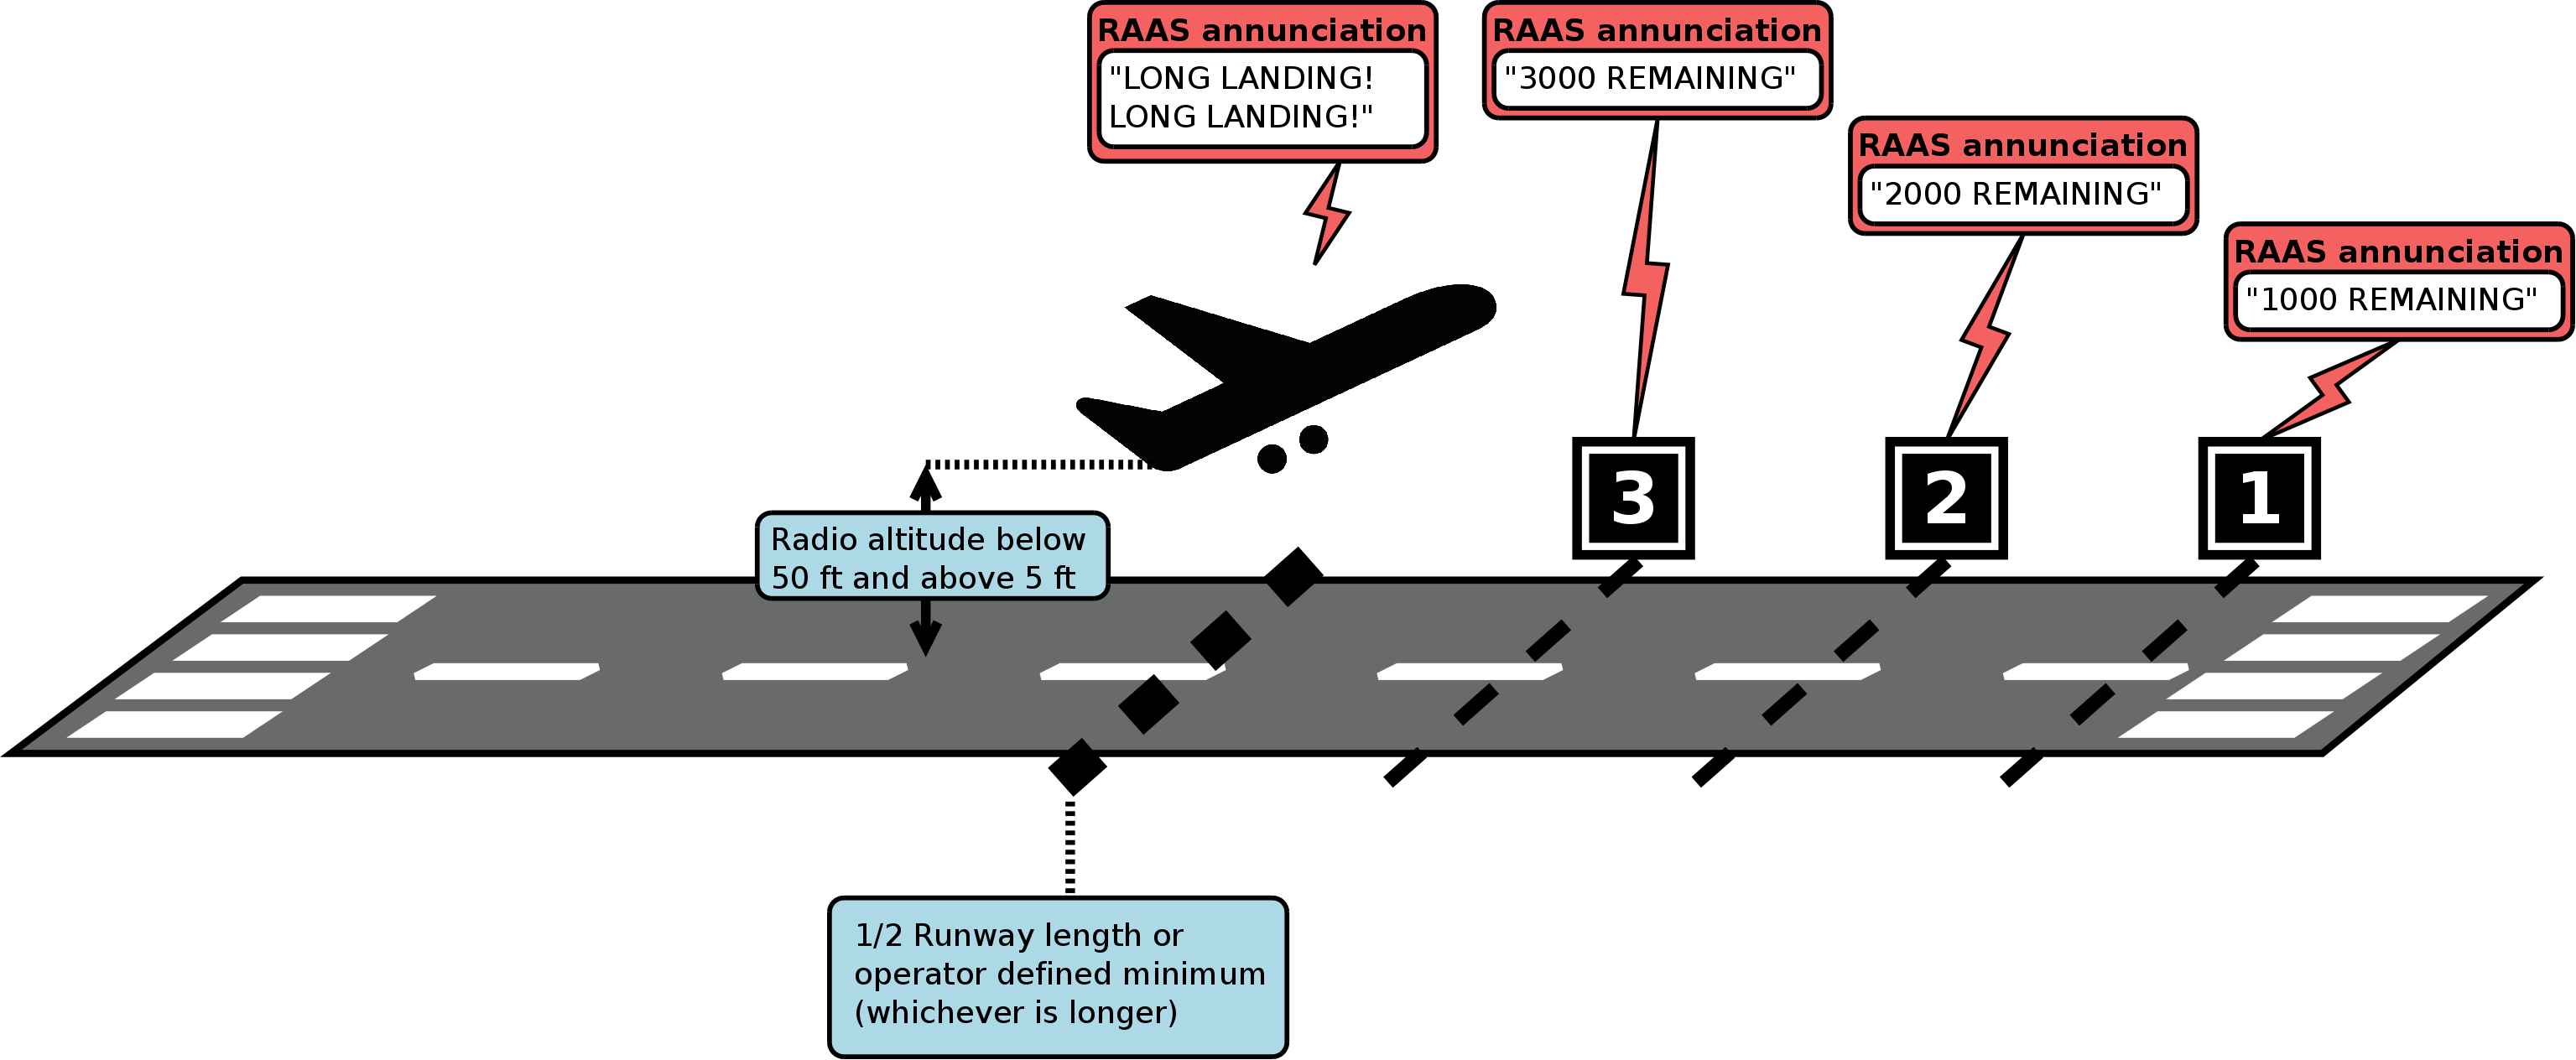 RAAS annunciation
"LONG LANDING!
LONG LANDING!"
RAAS annunciation
"3000 REMAINING"
RAAS annunciation
"2000 REMAINING"
RAAS annunciation
"1000 REMAINING"
3
2
1
Radio altitude below
50 ft and above 5 ft
1/2 Runway length or
operator defined minimum
(whichever is longer)